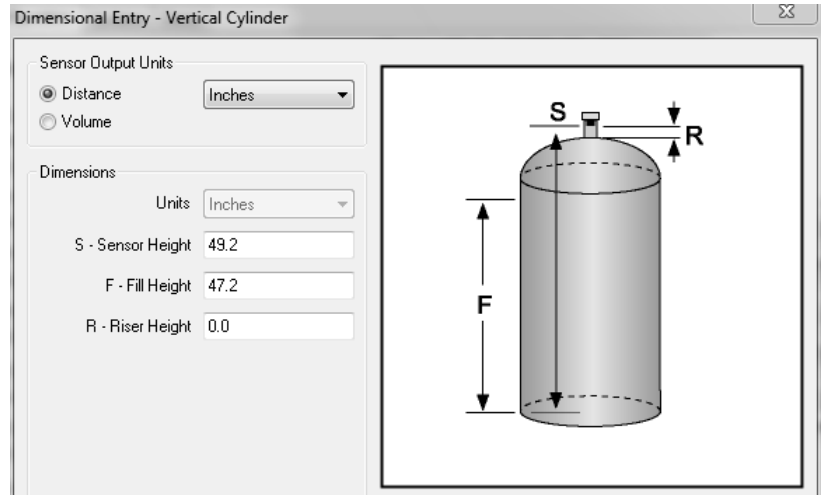 Dimensional Entry - Vertical Cylinder
Sensor Output Units
Distance
Inches
Volume
Dimensions
Units
Inches
S - Sensor Height
49.2
F - Fill Height
47.2
R - Riser Height
0.0
S
R
F